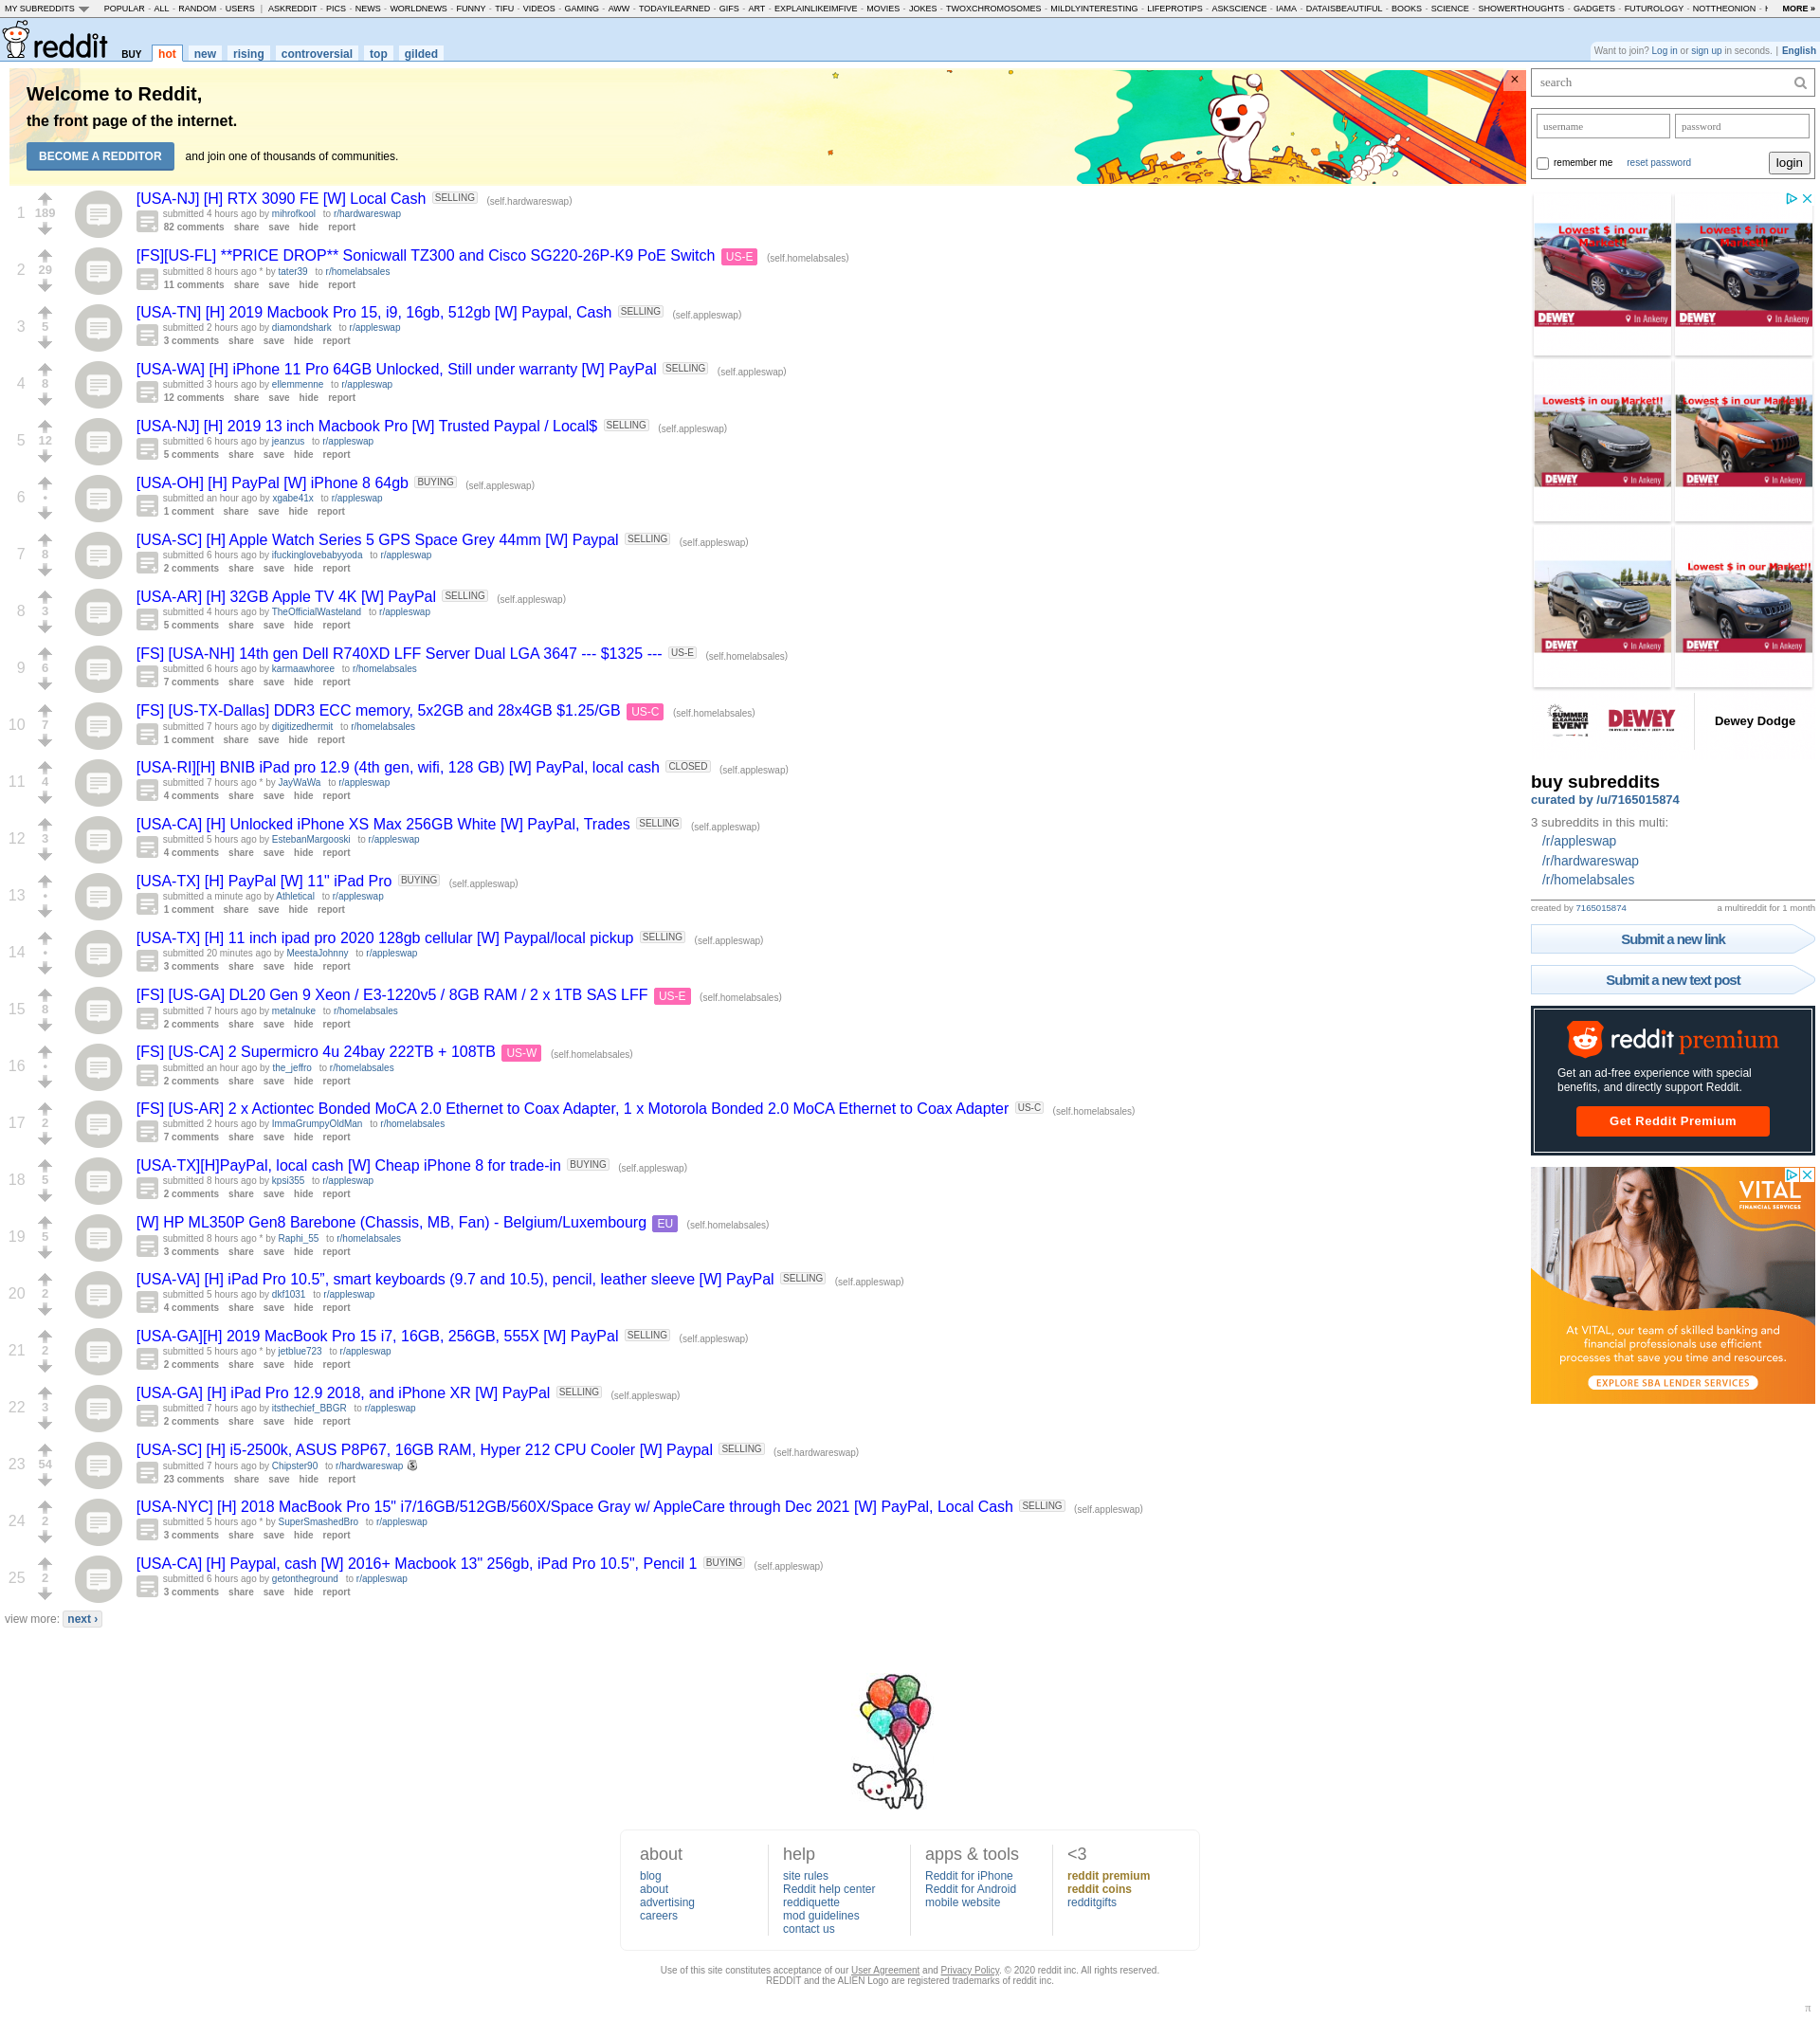 MY SUBREDDITS POPULAR - ALL - RANDOM - USERS | ASKREDDIT - PICS - NEWS - WORLDNEWS - FUNNY - TIFU - VIDEOS - GAMING - AWW - TODAYILEARNED - GIFS - ART - EXPLAINLIKEIMFIVE - MOVIES - JOKES - TWOXCHROMOSOMES - MILDLYINTERESTING - LIFEPROTIPS - ASKSCIENCE - IAMA - DATAISBEAUTIFUL - BOOKS - SCIENCE - SHOWERTHOUGHTS - GADGETS - FUTUROLOGY - NOTTHEONION - MORE »
reddit BUY hot new rising controversial top gilded
Want to join? Log in or sign up in seconds. | English
Welcome to Reddit,
the front page of the internet.
BECOME A REDDITOR and join one of thousands of communities.
×
1 189 [USA-NJ] [H] RTX 3090 FE [W] Local Cash SELLING (self.hardwareswap)
submitted 4 hours ago by mihrofkool to r/hardwareswap
82 comments share save hide report
2 29 [FS][US-FL] **PRICE DROP** Sonicwall TZ300 and Cisco SG220-26P-K9 PoE Switch US-E (self.homelabsales)
submitted 8 hours ago * by tater39 to r/homelabsales
11 comments share save hide report
3 5 [USA-TN] [H] 2019 Macbook Pro 15, i9, 16gb, 512gb [W] Paypal, Cash SELLING (self.appleswap)
submitted 2 hours ago by diamondshark to r/appleswap
3 comments share save hide report
4 8 [USA-WA] [H] iPhone 11 Pro 64GB Unlocked, Still under warranty [W] PayPal SELLING (self.appleswap)
submitted 3 hours ago by ellemmenne to r/appleswap
12 comments share save hide report
5 12 [USA-NJ] [H] 2019 13 inch Macbook Pro [W] Trusted Paypal / Local$ SELLING (self.appleswap)
submitted 6 hours ago by jeanzus to r/appleswap
5 comments share save hide report
6 • [USA-OH] [H] PayPal [W] iPhone 8 64gb BUYING (self.appleswap)
submitted an hour ago by xgabe41x to r/appleswap
1 comment share save hide report
7 8 [USA-SC] [H] Apple Watch Series 5 GPS Space Grey 44mm [W] Paypal SELLING (self.appleswap)
submitted 6 hours ago by ifuckinglovebabyyoda to r/appleswap
2 comments share save hide report
8 3 [USA-AR] [H] 32GB Apple TV 4K [W] PayPal SELLING (self.appleswap)
submitted 4 hours ago by TheOfficialWasteland to r/appleswap
5 comments share save hide report
9 6 [FS] [USA-NH] 14th gen Dell R740XD LFF Server Dual LGA 3647 --- $1325 --- US-E (self.homelabsales)
submitted 6 hours ago by karmaawhoree to r/homelabsales
7 comments share save hide report
10 7 [FS] [US-TX-Dallas] DDR3 ECC memory, 5x2GB and 28x4GB $1.25/GB US-C (self.homelabsales)
submitted 7 hours ago by digitizedhermit to r/homelabsales
1 comment share save hide report
11 4 [USA-RI][H] BNIB iPad pro 12.9 (4th gen, wifi, 128 GB) [W] PayPal, local cash CLOSED (self.appleswap)
submitted 7 hours ago * by JayWaWa to r/appleswap
4 comments share save hide report
12 3 [USA-CA] [H] Unlocked iPhone XS Max 256GB White [W] PayPal, Trades SELLING (self.appleswap)
submitted 5 hours ago by EstebanMargooski to r/appleswap
4 comments share save hide report
13 • [USA-TX] [H] PayPal [W] 11" iPad Pro BUYING (self.appleswap)
submitted a minute ago by Athletical to r/appleswap
1 comment share save hide report
14 • [USA-TX] [H] 11 inch ipad pro 2020 128gb cellular [W] Paypal/local pickup SELLING (self.appleswap)
submitted 20 minutes ago by MeestaJohnny to r/appleswap
3 comments share save hide report
15 8 [FS] [US-GA] DL20 Gen 9 Xeon / E3-1220v5 / 8GB RAM / 2 x 1TB SAS LFF US-E (self.homelabsales)
submitted 7 hours ago by metalnuke to r/homelabsales
2 comments share save hide report
16 • [FS] [US-CA] 2 Supermicro 4u 24bay 222TB + 108TB US-W (self.homelabsales)
submitted an hour ago by the_jeffro to r/homelabsales
2 comments share save hide report
17 2 [FS] [US-AR] 2 x Actiontec Bonded MoCA 2.0 Ethernet to Coax Adapter, 1 x Motorola Bonded 2.0 MoCA Ethernet to Coax Adapter US-C (self.homelabsales)
submitted 2 hours ago by ImmaGrumpyOldMan to r/homelabsales
7 comments share save hide report
18 5 [USA-TX][H]PayPal, local cash [W] Cheap iPhone 8 for trade-in BUYING (self.appleswap)
submitted 8 hours ago by kpsi355 to r/appleswap
2 comments share save hide report
19 5 [W] HP ML350P Gen8 Barebone (Chassis, MB, Fan) - Belgium/Luxembourg EU (self.homelabsales)
submitted 8 hours ago * by Raphi_55 to r/homelabsales
3 comments share save hide report
20 2 [USA-VA] [H] iPad Pro 10.5”, smart keyboards (9.7 and 10.5), pencil, leather sleeve [W] PayPal SELLING (self.appleswap)
submitted 5 hours ago by dkf1031 to r/appleswap
4 comments share save hide report
21 2 [USA-GA][H] 2019 MacBook Pro 15 i7, 16GB, 256GB, 555X [W] PayPal SELLING (self.appleswap)
submitted 5 hours ago * by jetblue723 to r/appleswap
2 comments share save hide report
22 3 [USA-GA] [H] iPad Pro 12.9 2018, and iPhone XR [W] PayPal SELLING (self.appleswap)
submitted 7 hours ago by itsthechief_BBGR to r/appleswap
2 comments share save hide report
23 54 [USA-SC] [H] i5-2500k, ASUS P8P67, 16GB RAM, Hyper 212 CPU Cooler [W] Paypal SELLING (self.hardwareswap)
submitted 7 hours ago by Chipster90 to r/hardwareswap
23 comments share save hide report
24 2 [USA-NYC] [H] 2018 MacBook Pro 15" i7/16GB/512GB/560X/Space Gray w/ AppleCare through Dec 2021 [W] PayPal, Local Cash SELLING (self.appleswap)
submitted 5 hours ago * by SuperSmashedBro to r/appleswap
3 comments share save hide report
25 2 [USA-CA] [H] Paypal, cash [W] 2016+ Macbook 13” 256gb, iPad Pro 10.5", Pencil 1 BUYING (self.appleswap)
submitted 6 hours ago by getontheground to r/appleswap
3 comments share save hide report
view more: next ›
search
username password
remember me reset password login
Lowest $ in our Market!!! Lowest $ in our Market!!!
DEWEY In Ankeny DEWEY In Ankeny
Lowest$ in our Market!! Lowest $ in our Market!!
DEWEY In Ankeny DEWEY In Ankeny
Lowest $ in our Market!!
DEWEY In Ankeny DEWEY In Ankeny
SUMMER CLEARANCE EVENT DEWEY Dewey Dodge
buy subreddits
curated by /u/7165015874
3 subreddits in this multi:
/r/appleswap
/r/hardwareswap
/r/homelabsales
created by 7165015874 a multireddit for 1 month
Submit a new link
Submit a new text post
reddit premium
Get an ad-free experience with special
benefits, and directly support Reddit.
Get Reddit Premium
VITAL
FINANCIAL SERVICES
At VITAL, our team of skilled banking and
financial professionals use efficient
processes that save you time and resources.
EXPLORE SBA LENDER SERVICES
about help apps & tools <3
blog site rules Reddit for iPhone reddit premium
about Reddit help center Reddit for Android reddit coins
advertising reddiquette mobile website redditgifts
careers mod guidelines
contact us
Use of this site constitutes acceptance of our User Agreement and Privacy Policy. © 2020 reddit inc. All rights reserved.
REDDIT and the ALIEN Logo are registered trademarks of reddit inc.
π